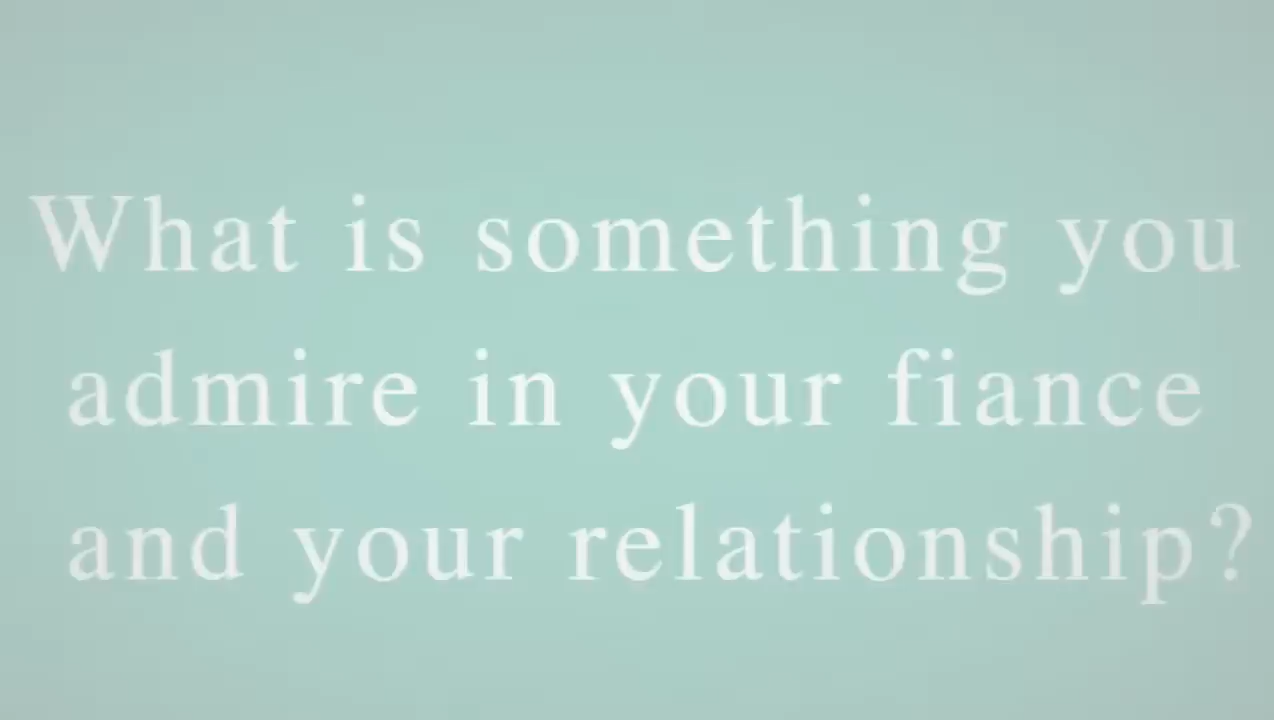 What is something you
admire in your fiance
and your relationship?